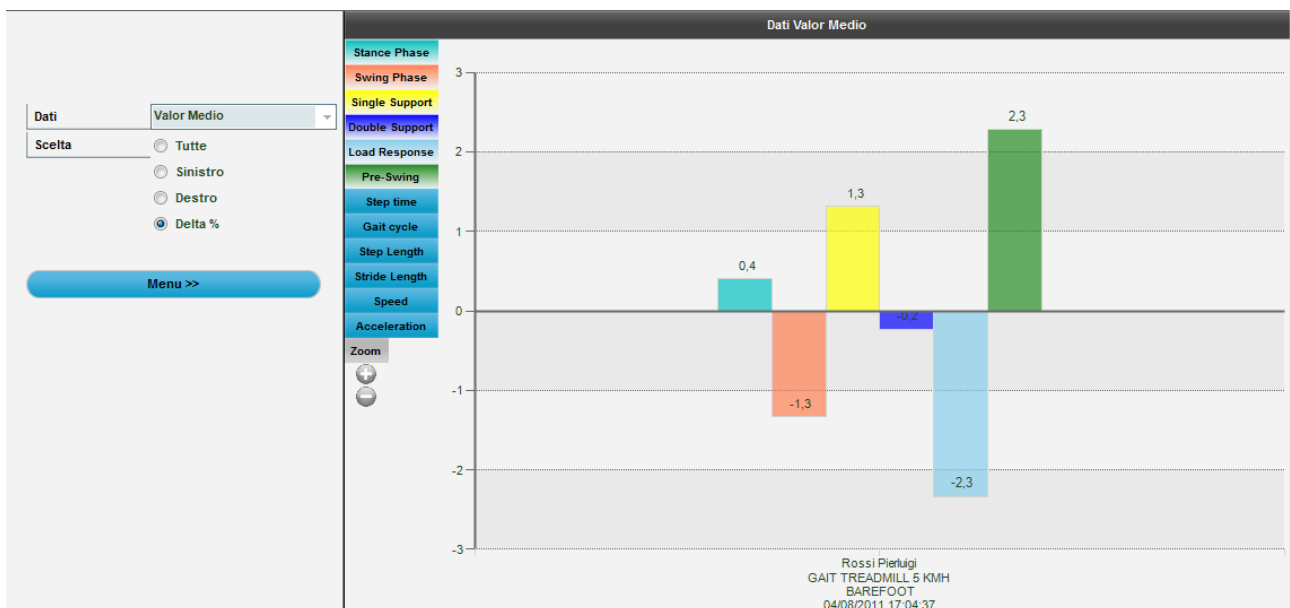 Dati Valor Medio
Dati
Valor Medio
Scelta
Tutte
Sinistro
Destro
Delta %
Menu >>
Stance Phase
Swing Phase
Single Support
Double Support
Load Response
Pre-Swing
Step time
Gait cycle
Step Length
Stride Length
Speed
Acceleration
Zoom
3
2
1
0
-1
-2
-3
0,4
-1,3
1,3
-0,2
-2,3
2,3
Rossi Pierluigi
GAIT TREADMILL 5 KMH
BAREFOOT
04/08/2011 17:04:37